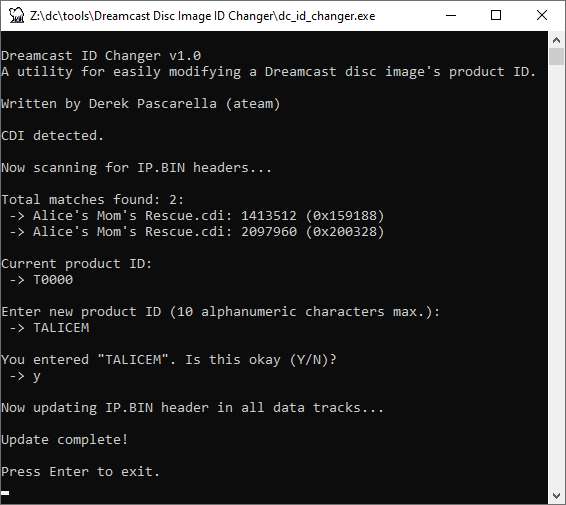 Z:\dc\tools\Dreamcast Disc Image ID Changer\dc_id_changer.exe
Dreamcast ID Changer v1.0
A utility for easily modifying a Dreamcast disc image's product ID.
Written by Derek Pascarella (ateam)
CDI detected.
Now scanning for IP.BIN headers...
Total matches found: 2:
-> Alice's Mom's Rescue.cdi: 1413512 (0x159188)
-> Alice's Mom's Rescue.cdi: 2097960 (0x200328)
Current product ID:
-> T0000
Enter new product ID (10 alphanumeric characters max.):
-> TALICEM
You entered "TALICEM". Is this okay (Y/N)?
-> y
Now updating IP.BIN header in all data tracks...
Update complete!
Press Enter to exit.